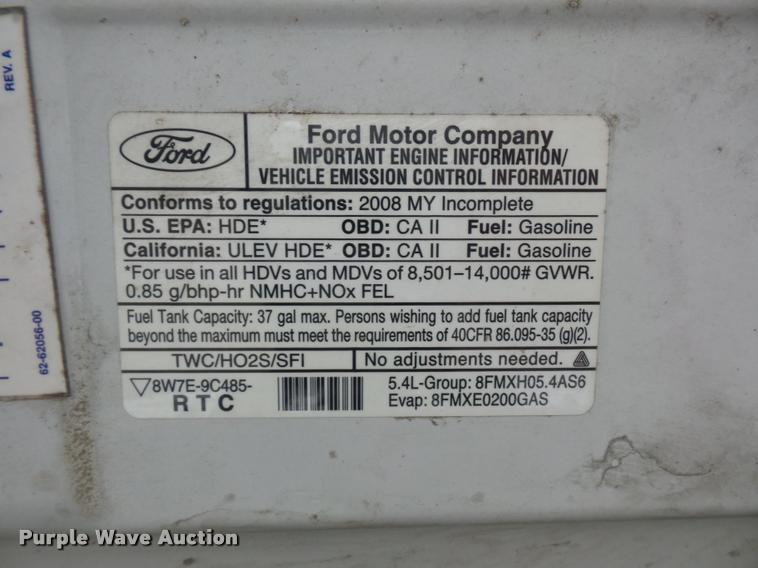 REV. A
62-62056-00
Ford
Ford Motor Company
IMPORTANT ENGINE INFORMATION/
VEHICLE EMISSION CONTROL INFORMATION
Conforms to regulations: 2008 MY Incomplete
U.S. EPA: HDE* OBD: CA II Fuel: Gasoline
California: ULEV HDE* OBD: CA II Fuel: Gasoline
*For use in all HDVs and MDVs of 8,501–14,000# GVWR.
0.85 g/bhp-hr NMHC+NOx FEL
Fuel Tank Capacity: 37 gal max. Persons wishing to add fuel tank capacity
beyond the maximum must meet the requirements of 40CFR 86.095-35 (g)(2).
TWC/HO2S/SFI No adjustments needed.
8W7E-9C485-
RTC
5.4L-Group: 8FMXH05.4AS6
Evap: 8FMXE0200GAS
Purple Wave Auction